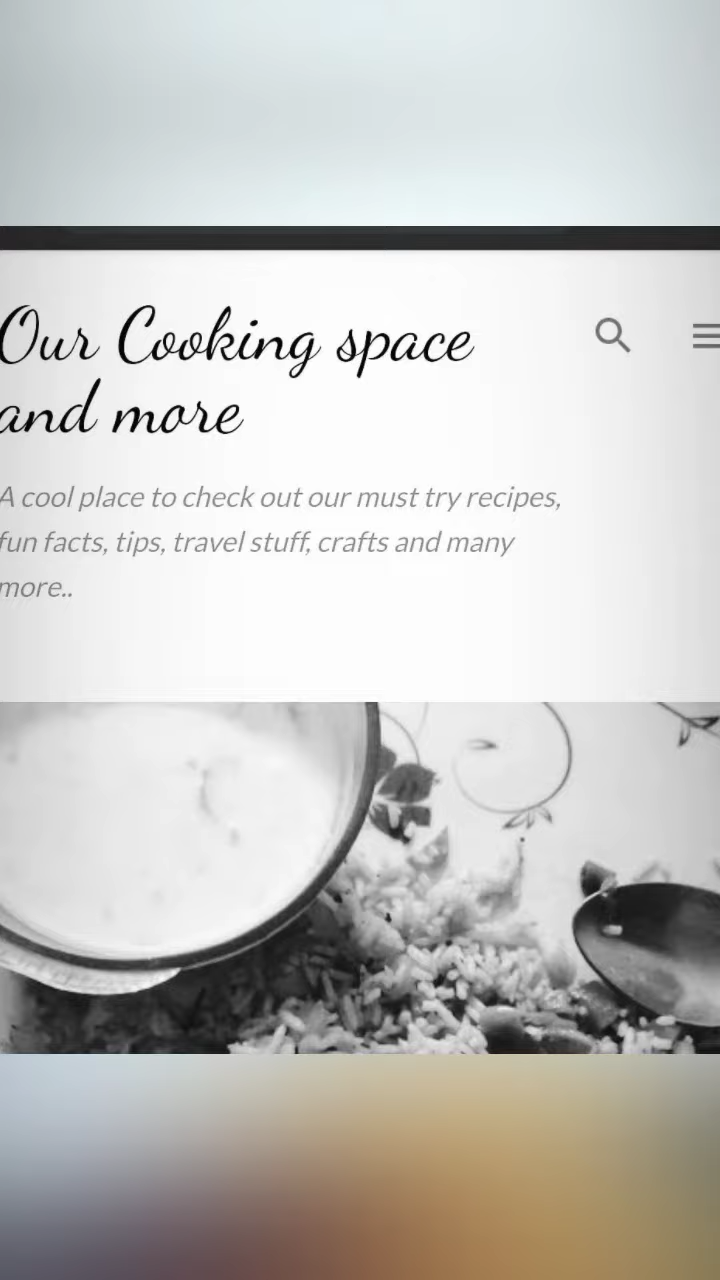 Our Cooking space
and more
A cool place to check out our must try recipes,
fun facts, tips, travel stuff, crafts and many
more..